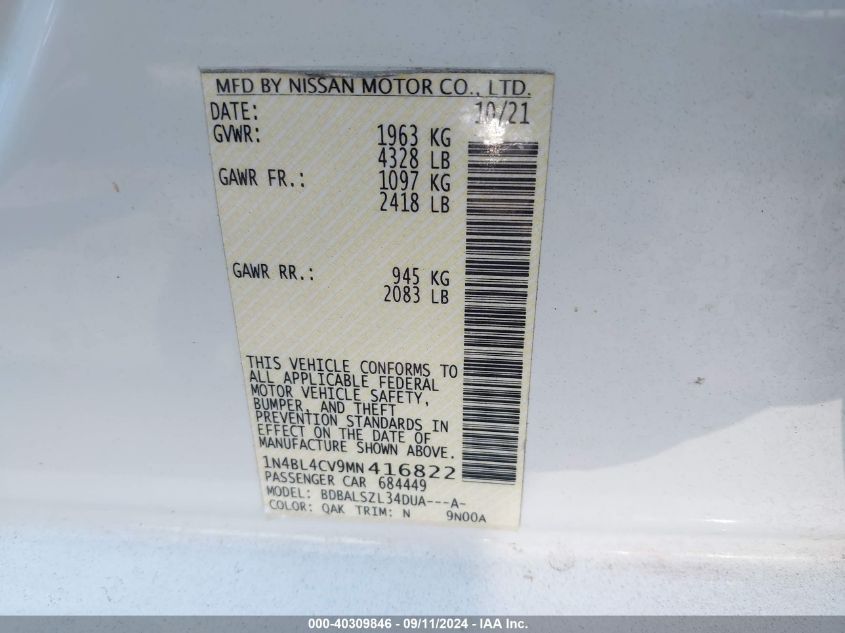 MFD BY NISSAN MOTOR CO., LTD.
DATE: 10/21
GVWR: 1963 KG
4328 LB
GAWR FR.: 1097 KG
2418 LB
GAWR RR.: 945 KG
2083 LB
THIS VEHICLE CONFORMS TO
ALL APPLICABLE FEDERAL
MOTOR VEHICLE SAFETY,
BUMPER, AND THEFT
PREVENTION STANDARDS IN
EFFECT ON THE DATE OF
MANUFACTURE SHOWN ABOVE.
1N4BL4CV9MN416822
PASSENGER CAR 684449
MODEL: BDBALSZL34DUA---A-
COLOR: QAK TRIM: N 9N00A
000-40309846 - 09/11/2024 - IAA Inc.